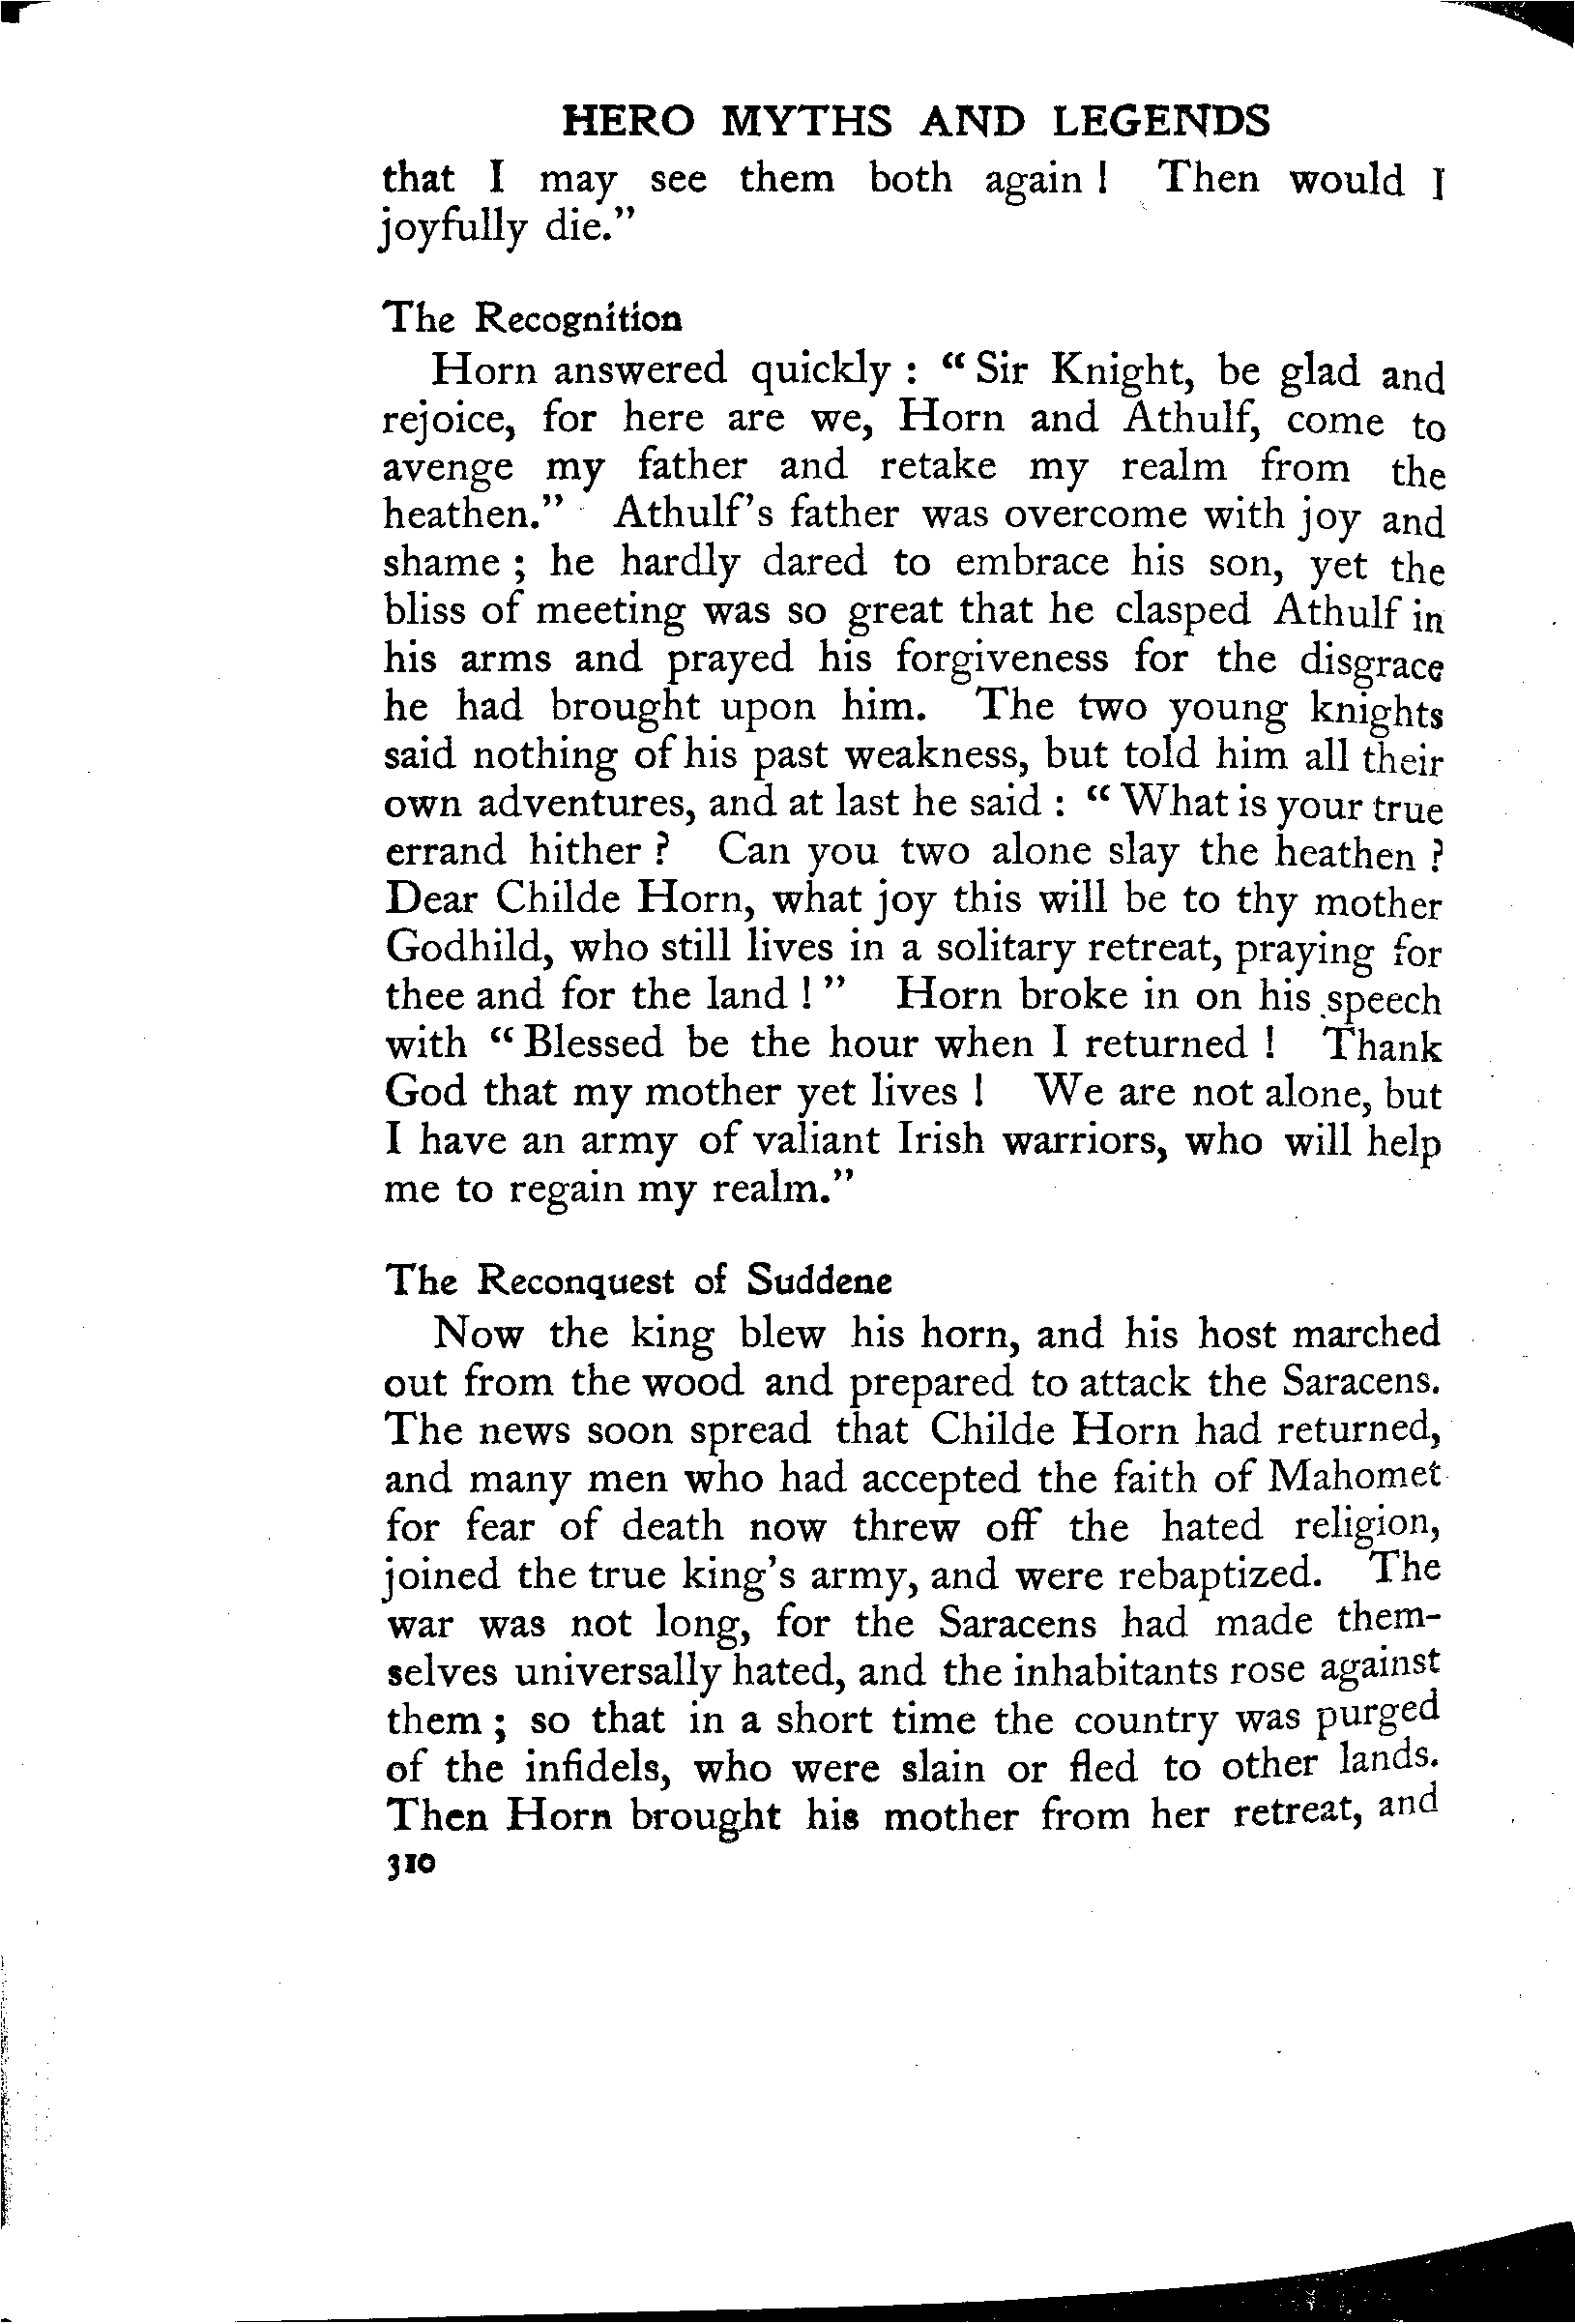 HERO MYTHS AND LEGENDS
that I may see them both again ! Then would I
joyfully die.”
The Recognition
Horn answered quickly : “ Sir Knight, be glad and
rejoice, for here are we, Horn and Athulf, come to
avenge my father and retake my realm from the
heathen.” Athulf’s father was overcome with joy and
shame ; he hardly dared to embrace his son, yet the
bliss of meeting was so great that he clasped Athulf in
his arms and prayed his forgiveness for the disgrace
he had brought upon him. The two young knights
said nothing of his past weakness, but told him all their
own adventures, and at last he said : “ What is your true
errand hither ? Can you two alone slay the heathen ?
Dear Childe Horn, what joy this will be to thy mother
Godhild, who still lives in a solitary retreat, praying for
thee and for the land ! ” Horn broke in on his speech
with “ Blessed be the hour when I returned ! Thank
God that my mother yet lives ! We are not alone, but
I have an army of valiant Irish warriors, who will help
me to regain my realm.”
The Reconquest of Suddene
Now the king blew his horn, and his host marched
out from the wood and prepared to attack the Saracens.
The news soon spread that Childe Horn had returned,
and many men who had accepted the faith of Mahomet
for fear of death now threw off the hated religion,
joined the true king’s army, and were rebaptized. The
war was not long, for the Saracens had made them-
selves universally hated, and the inhabitants rose against
them ; so that in a short time the country was purged
of the infidels, who were slain or fled to other lands.
Then Horn brought his mother from her retreat, and
310